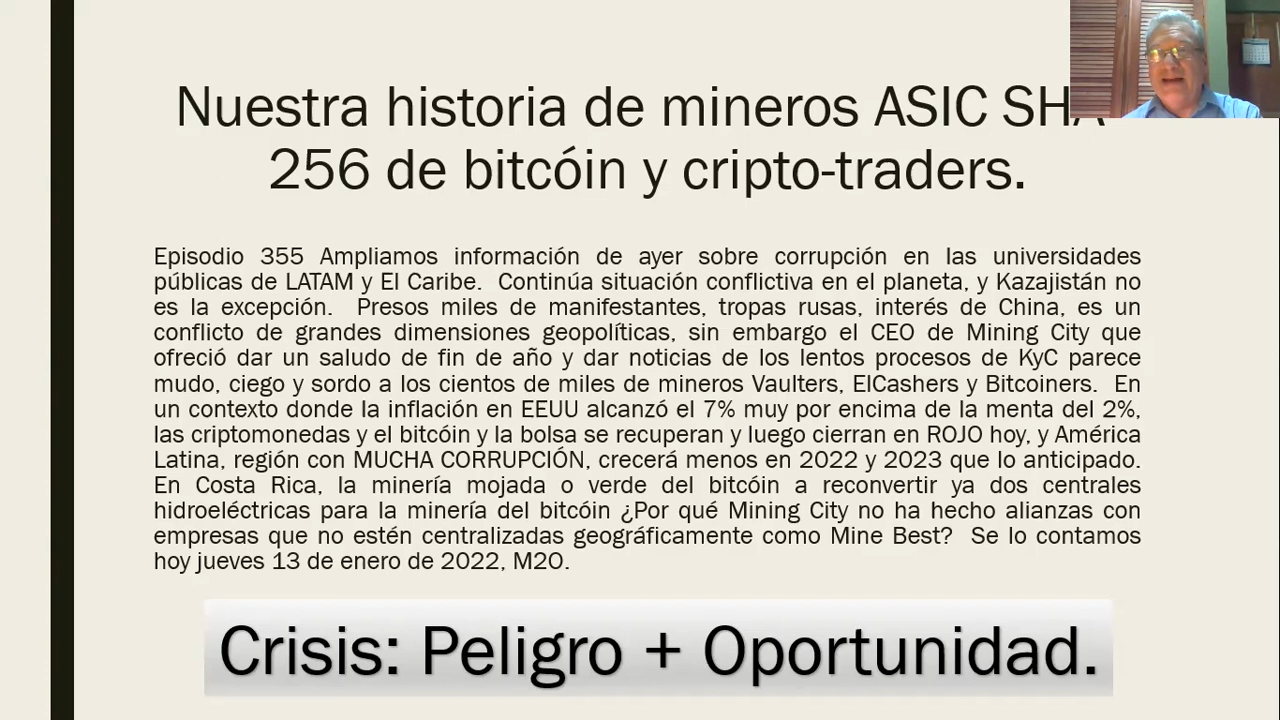 Nuestra historia de mineros ASIC SHA-
256 de bitcóin y cripto-traders.
Episodio 355 Ampliamos información de ayer sobre corrupción en las universidades
públicas de LATAM y El Caribe. Continúa situación conflictiva en el planeta, y Kazajistán no
es la excepción. Presos miles de manifestantes, tropas rusas, interés de China, es un
conflicto de grandes dimensiones geopolíticas, sin embargo el CEO de Mining City que
ofreció dar un saludo de fin de año y dar noticias de los lentos procesos de KyC parece
mudo, ciego y sordo a los cientos de miles de mineros Vaulters, ElCashers y Bitcoiners. En
un contexto donde la inflación en EEUU alcanzó el 7% muy por encima de la menta del 2%,
las criptomonedas y el bitcóin y la bolsa se recuperan y luego cierran en ROJO hoy, y América
Latina, región con MUCHA CORRUPCIÓN, crecerá menos en 2022 y 2023 que lo anticipado.
En Costa Rica, la minería mojada o verde del bitcóin a reconvertir ya dos centrales
hidroeléctricas para la minería del bitcóin ¿Por qué Mining City no ha hecho alianzas con
empresas que no estén centralizadas geográficamente como Mine Best? Se lo contamos
hoy jueves 13 de enero de 2022, M2O.
Crisis: Peligro + Oportunidad.